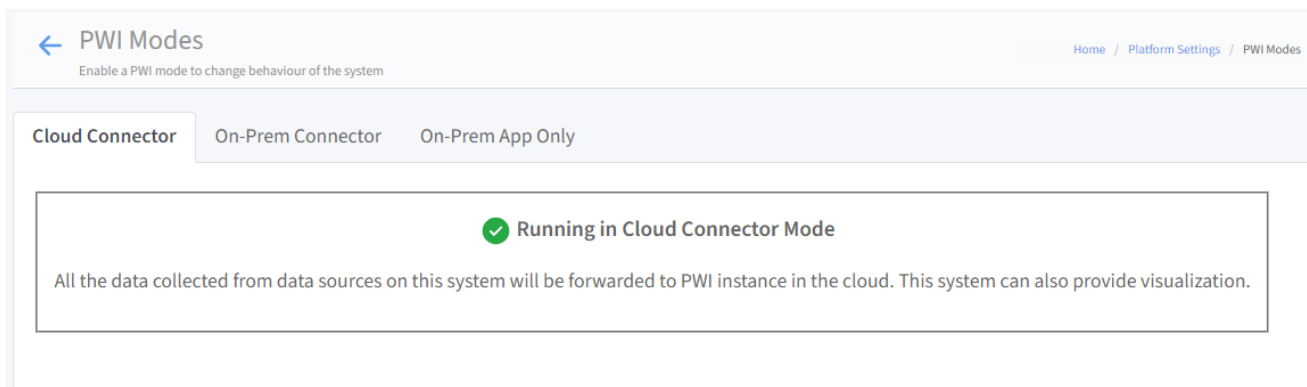 PWI Modes
Enable a PWI mode to change behaviour of the system
Home / Platform Settings / PWI Modes
Cloud Connector On-Prem Connector On-Prem App Only
Running in Cloud Connector Mode
All the data collected from data sources on this system will be forwarded to PWI instance in the cloud. This system can also provide visualization.